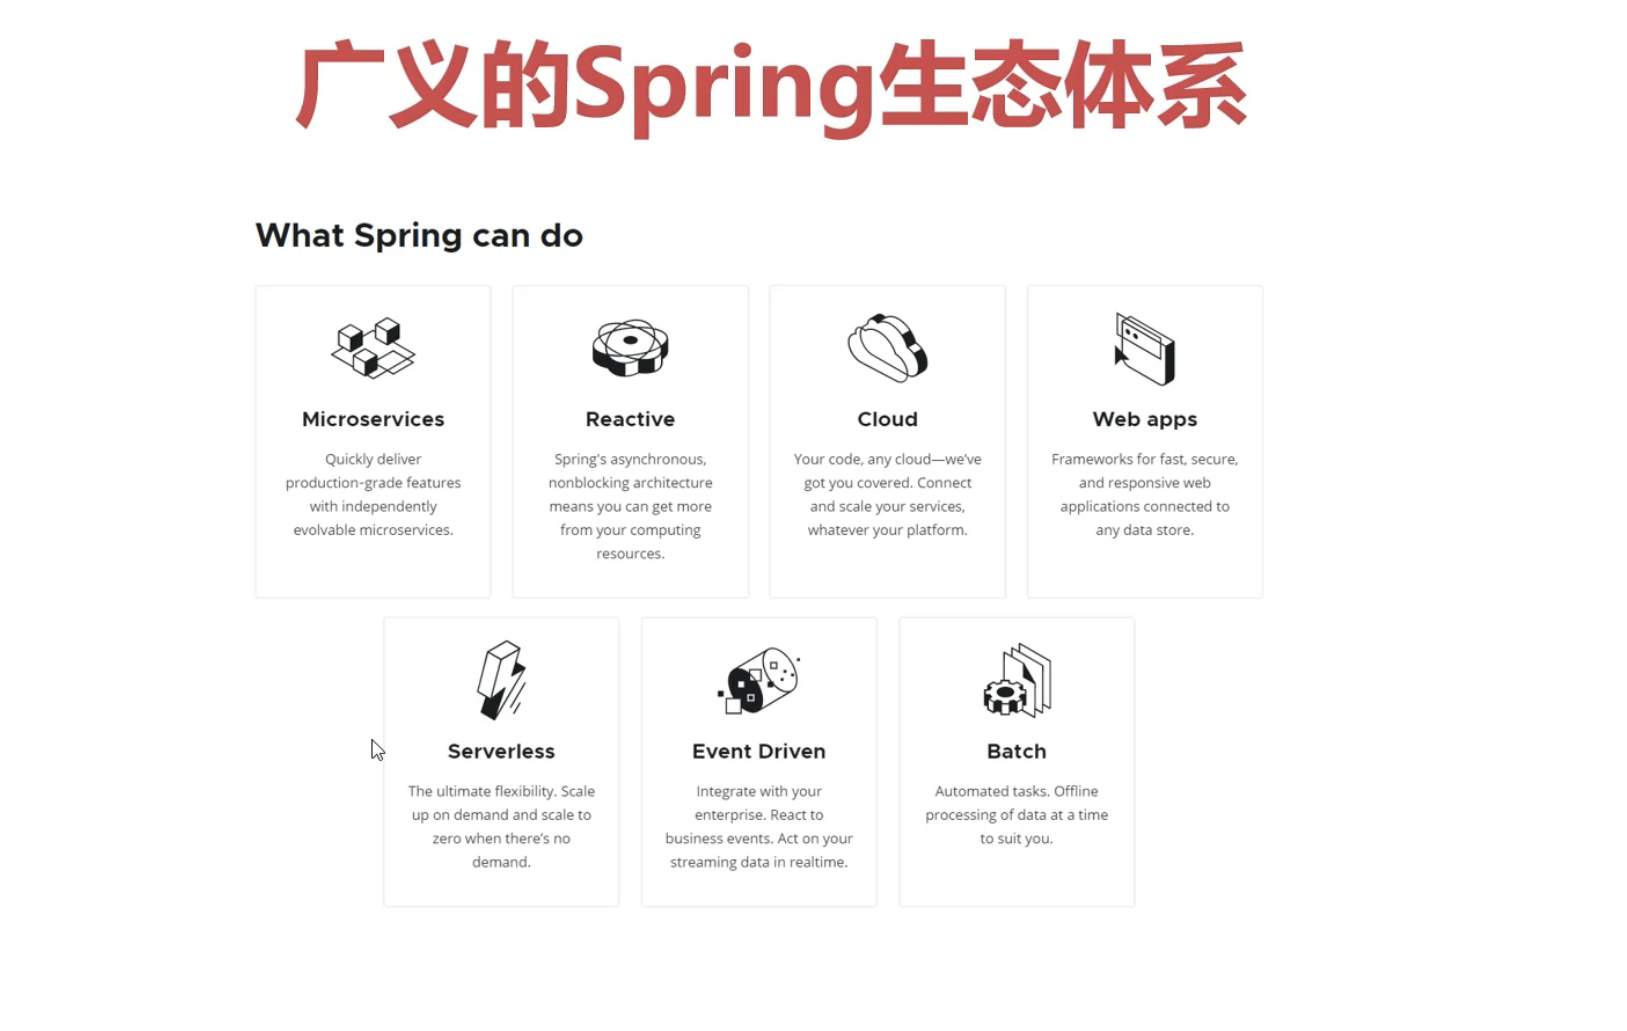 广义的Spring生态体系
What Spring can do
Microservices
Quickly deliver
production-grade features
with independently
evolvable microservices.
Reactive
Spring's asynchronous,
nonblocking architecture
means you can get more
from your computing
resources.
Cloud
Your code, any cloud—we've
got you covered. Connect
and scale your services,
whatever your platform.
Web apps
Frameworks for fast, secure,
and responsive web
applications connected to
any data store.
Serverless
The ultimate flexibility. Scale
up on demand and scale to
zero when there's no
demand.
Event Driven
Integrate with your
enterprise. React to
business events. Act on your
streaming data in realtime.
Batch
Automated tasks. Offline
processing of data at a time
to suit you.